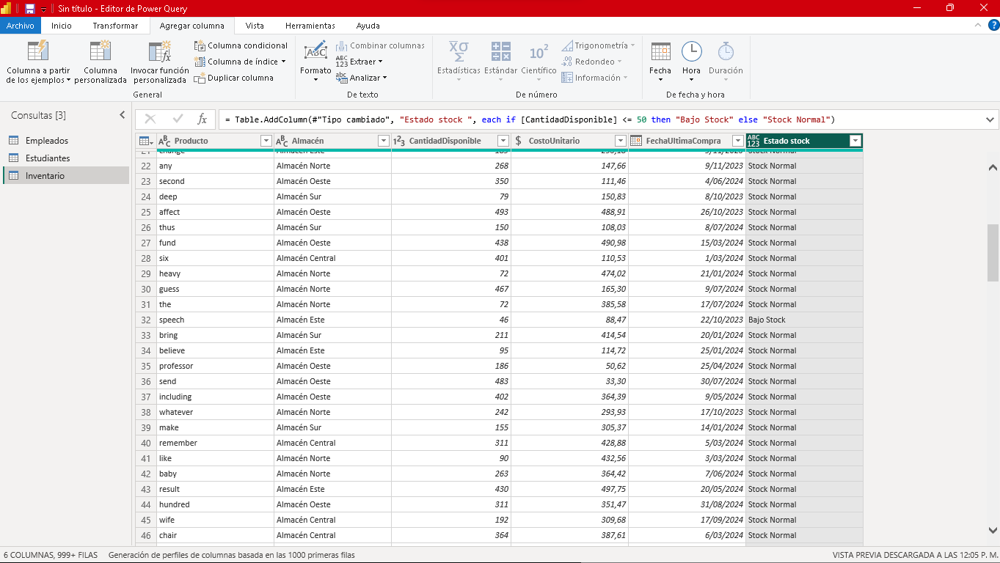 Sin título - Editor de Power Query
Archivo Inicio Transformar Agregar columna Vista Herramientas Ayuda
Columna a partir de los ejemplos
Columna personalizada
Invocar función personalizada
Columna condicional
Columna de índice
Duplicar columna
General
Formato
ABC
Combinar columnas
Extraer
Analizar
De texto
Estadísticas
Estándar
Científico
Trigonometría
Redondeo
Información
De número
Fecha
Hora
Duración
De fecha y hora
Consultas [3]
Empleados
Estudiantes
Inventario
= Table.AddColumn(#"Tipo cambiado", "Estado stock ", each if [CantidadDisponible] <= 50 then "Bajo Stock" else "Stock Normal")
Producto Almacén CantidadDisponible CostoUnitario FechaUltimaCompra Estado stock
22 any Almacén Norte 268 147,66 9/11/2023 Stock Normal
23 second Almacén Oeste 350 111,46 4/06/2024 Stock Normal
24 deep Almacén Sur 79 150,83 8/10/2023 Stock Normal
25 affect Almacén Oeste 493 488,91 26/10/2023 Stock Normal
26 thus Almacén Sur 150 108,03 8/07/2024 Stock Normal
27 fund Almacén Oeste 438 490,98 15/03/2024 Stock Normal
28 six Almacén Central 401 110,53 1/03/2024 Stock Normal
29 heavy Almacén Norte 72 474,02 21/01/2024 Stock Normal
30 guess Almacén Norte 467 165,30 9/07/2024 Stock Normal
31 the Almacén Norte 72 385,58 17/07/2024 Stock Normal
32 speech Almacén Este 46 88,47 22/10/2023 Bajo Stock
33 bring Almacén Sur 211 414,54 20/01/2024 Stock Normal
34 believe Almacén Este 95 114,72 25/01/2024 Stock Normal
35 professor Almacén Oeste 186 50,62 25/04/2024 Stock Normal
36 send Almacén Oeste 483 33,30 30/07/2024 Stock Normal
37 including Almacén Oeste 402 364,39 9/05/2024 Stock Normal
38 whatever Almacén Norte 242 293,93 17/10/2023 Stock Normal
39 make Almacén Sur 155 305,37 14/01/2024 Stock Normal
40 remember Almacén Central 311 428,88 5/03/2024 Stock Normal
41 like Almacén Norte 90 432,56 3/03/2024 Stock Normal
42 baby Almacén Norte 263 364,42 7/06/2024 Stock Normal
43 result Almacén Este 430 497,75 20/05/2024 Stock Normal
44 hundred Almacén Oeste 311 351,47 31/08/2024 Stock Normal
45 wife Almacén Central 192 309,68 17/09/2024 Stock Normal
46 chair Almacén Central 364 387,61 6/03/2024 Stock Normal
6 COLUMNAS, 999+ FILAS Generación de perfiles de columnas basada en las 1000 primeras filas VISTA PREVIA DESCARGADA A LAS 12:05 P. M.